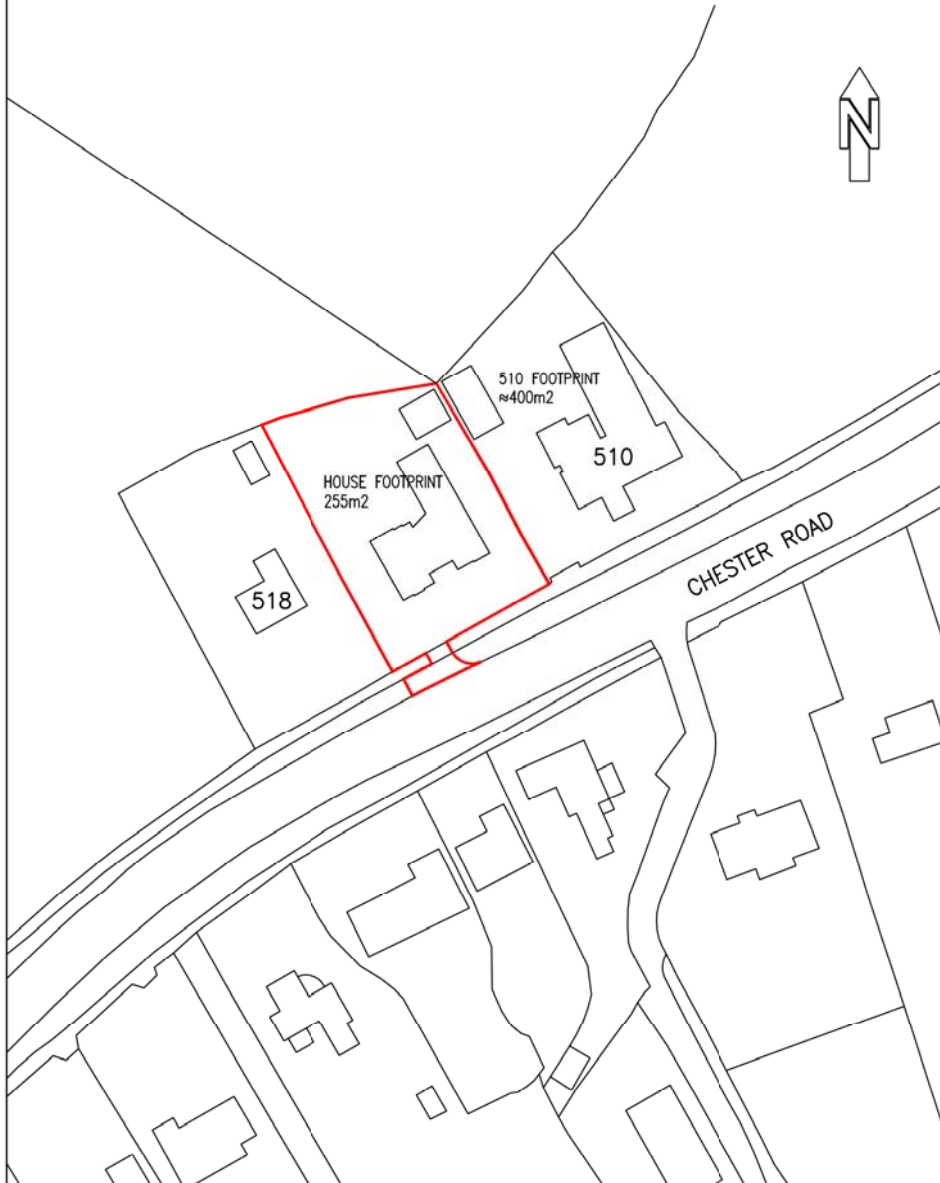 N
510 FOOTPRINT
≈400m2
510
HOUSE FOOTPRINT
255m2
CHESTER ROAD
518